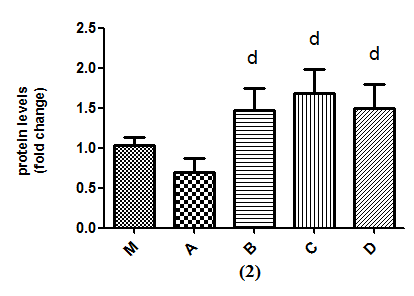 protein levels
(fold change)
2.5
2.0
1.5
1.0
0.5
0.0
d
d
d
M
A
B
C
D
(2)